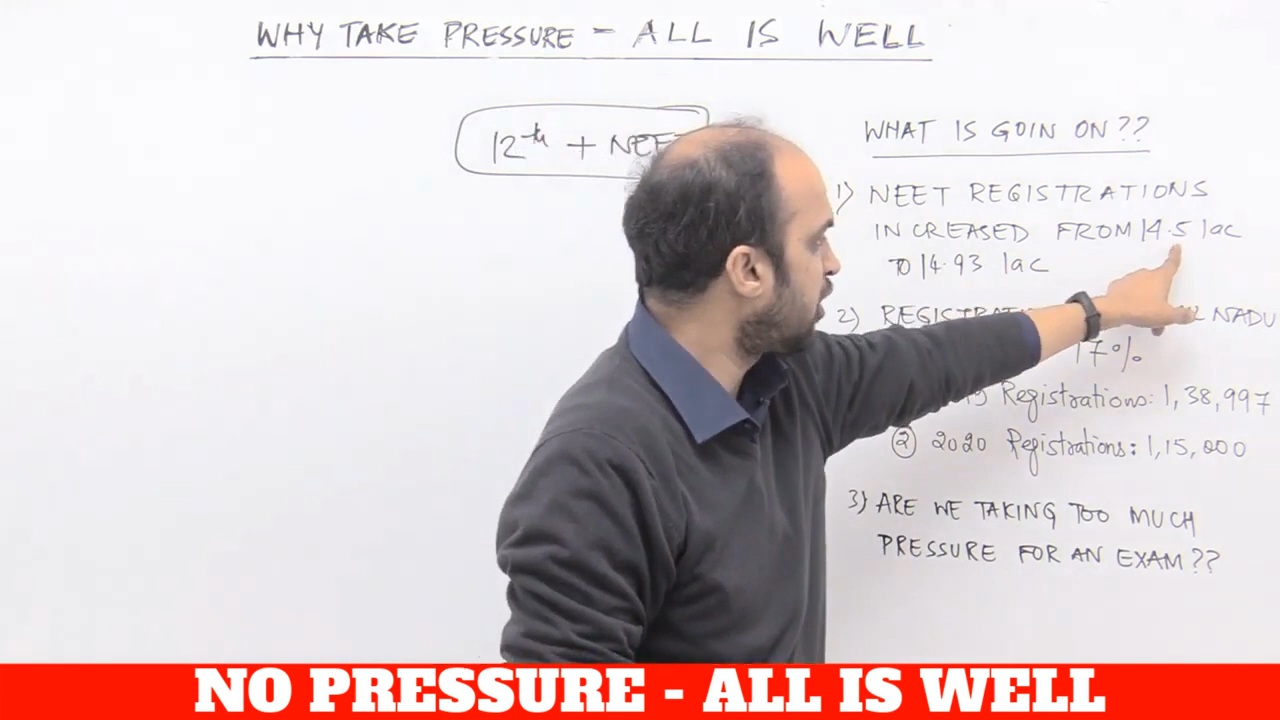 WHY TAKE PRESSURE - ALL IS WELL
12th + NEE
WHAT IS GOIN ON??
1) NEET REGISTRATIONS
INCREASED FROM 14.5 lac
TO 14.93 lac
2) NADU
17%
Registrations: 1,38,997
② 2020 Registrations: 1,15,000
3) ARE WE TAKING TOO MUCH
PRESSURE FOR AN EXAM??
NO PRESSURE - ALL IS WELL